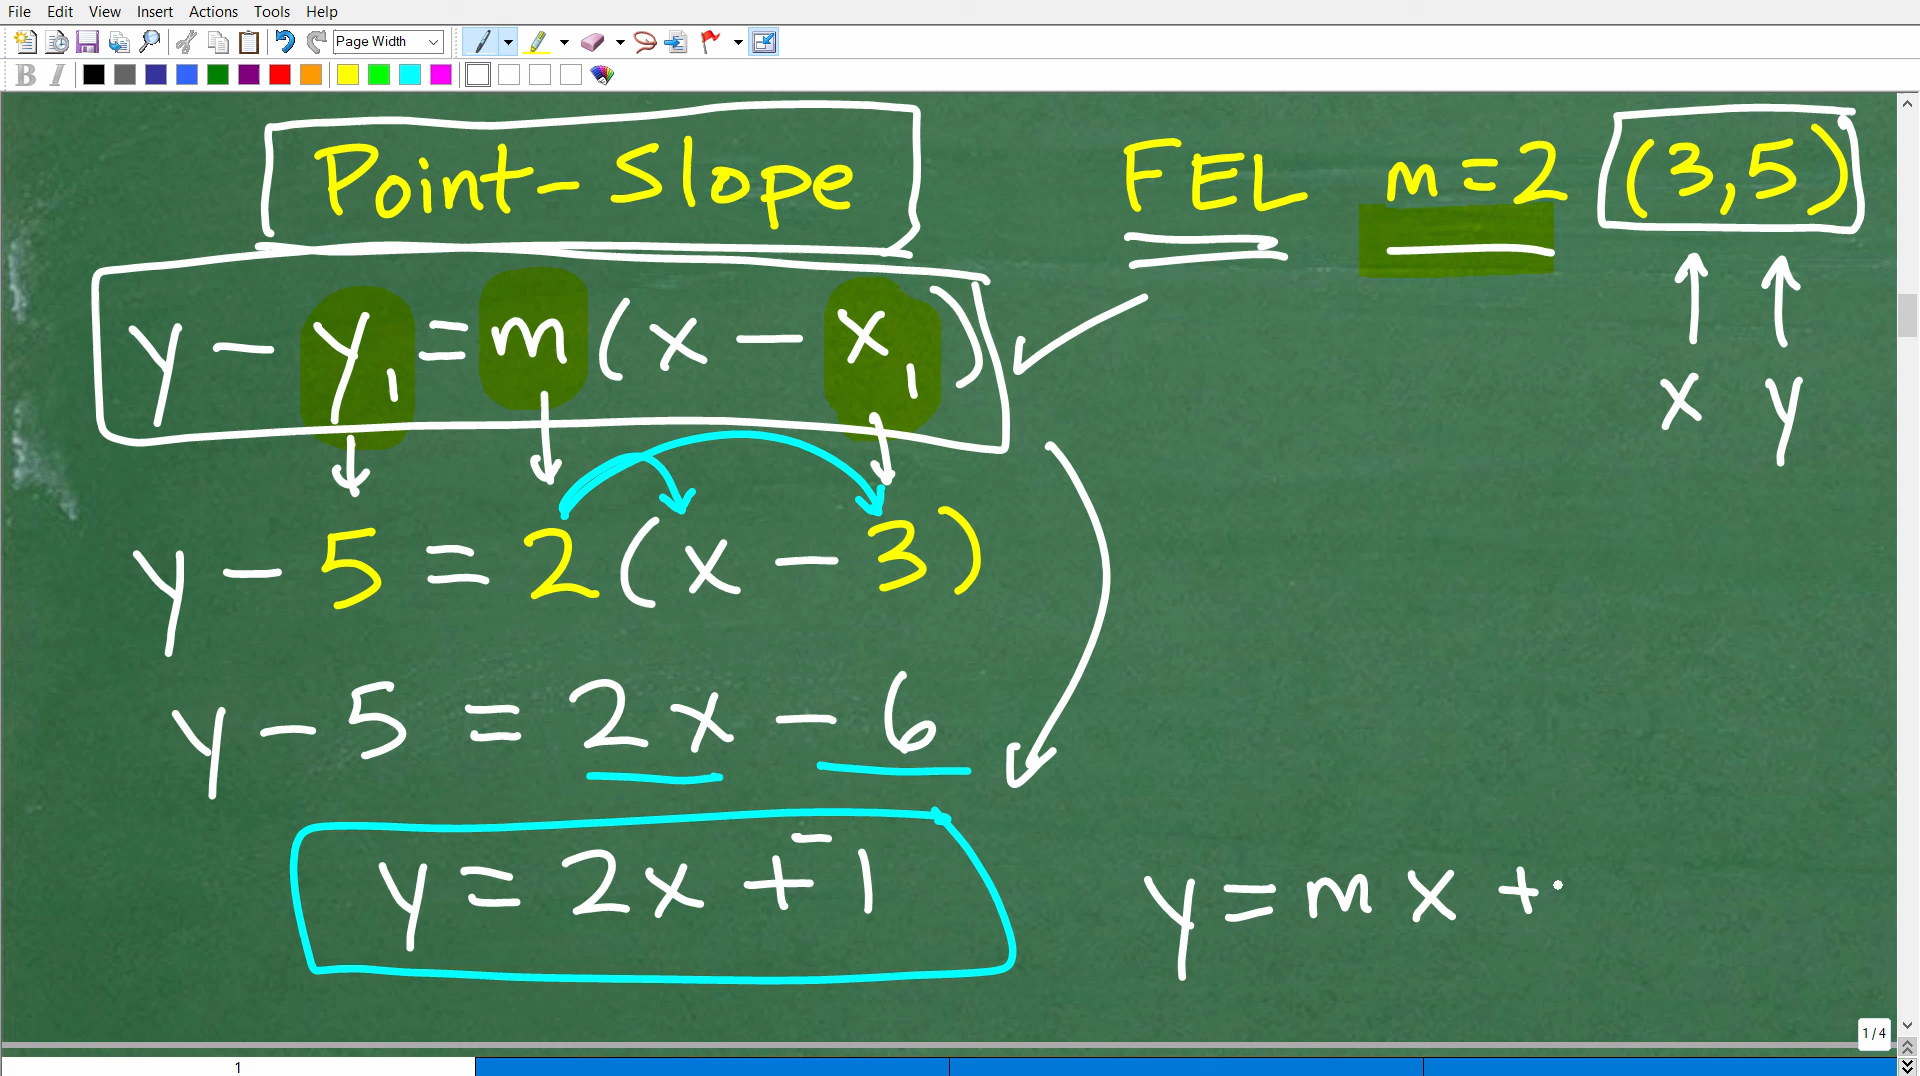 File Edit View Insert Actions Tools Help
Page Width
B I
Point-Slope
FEL m=2 (3,5)
y - y₁ = m(x - x₁)
x y
y - 5 = 2(x - 3)
y - 5 = 2x - 6
y = 2x +⁻1
y = mx +
1/4
1